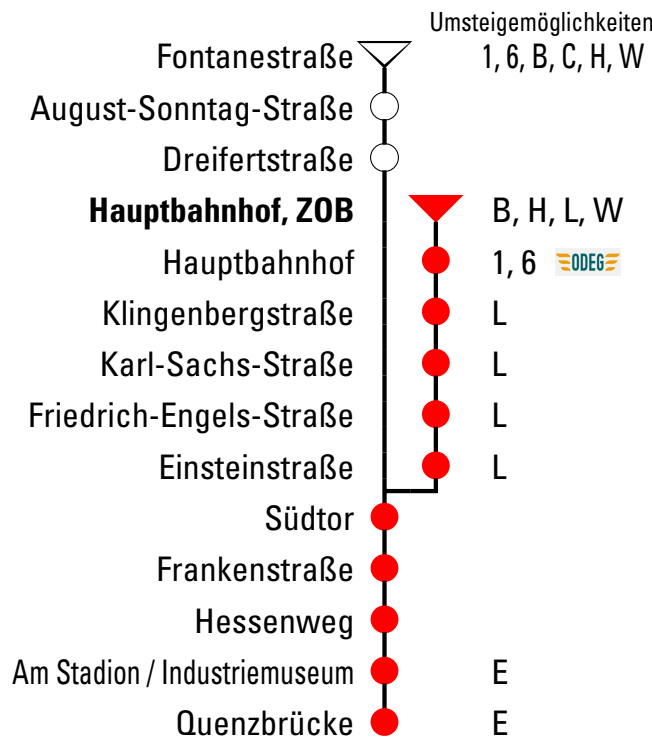 Umsteigemöglichkeiten
Fontanestraße 1, 6, B, C, H, W
August-Sonntag-Straße
Dreifertstraße
Hauptbahnhof, ZOB B, H, L, W
Hauptbahnhof 1, 6 ODEG
Klingenbergstraße L
Karl-Sachs-Straße L
Friedrich-Engels-Straße L
Einsteinstraße L
Südtor
Frankenstraße
Hessenweg
Am Stadion / Industriemuseum E
Quenzbrücke E